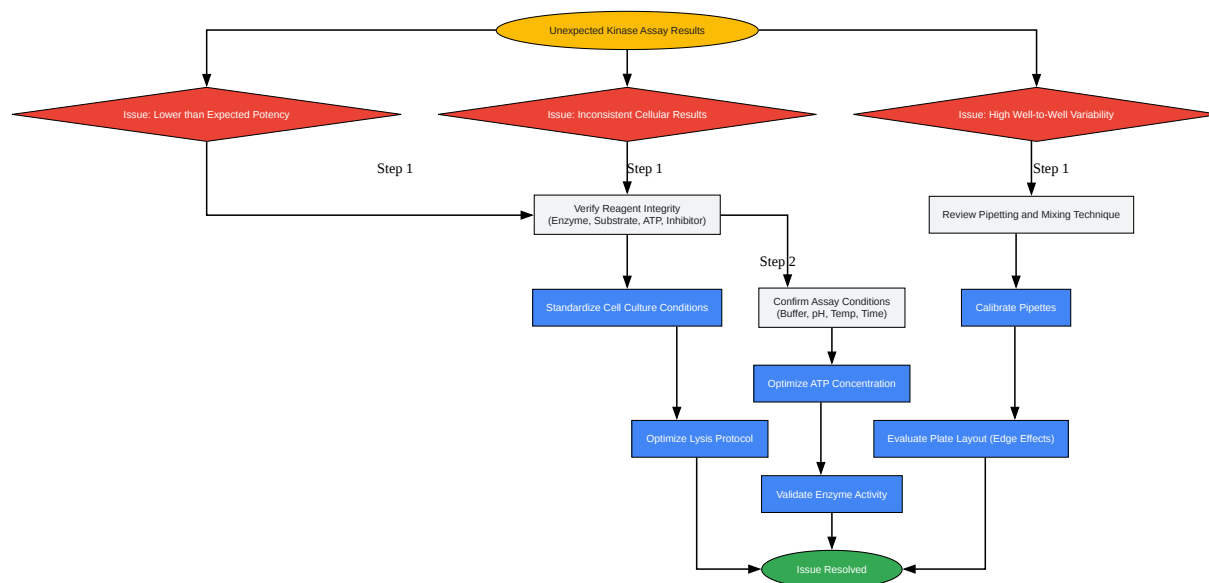 Unexpected Kinase Assay Results
Issue: Lower than Expected Potency
Issue: Inconsistent Cellular Results
Issue: High Well-to-Well Variability
Step 1
Step 1
Step 1
Verify Reagent Integrity
(Enzyme, Substrate, ATP, Inhibitor)
Review Pipetting and Mixing Technique
Step 2
Standardize Cell Culture Conditions
Confirm Assay Conditions
(Buffer, pH, Temp, Time)
Calibrate Pipettes
Optimize ATP Concentration
Optimize Lysis Protocol
Evaluate Plate Layout (Edge Effects)
Validate Enzyme Activity
Issue Resolved